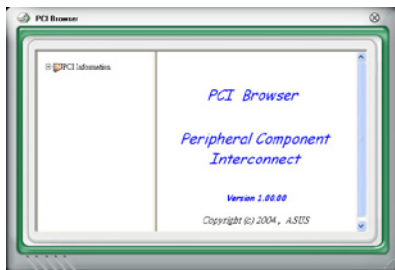 PCI Browser
PCI Information
PCI Browser
Peripheral Component
Interconnect
Version 1.00.00
Copyright (c) 2004, ASUS